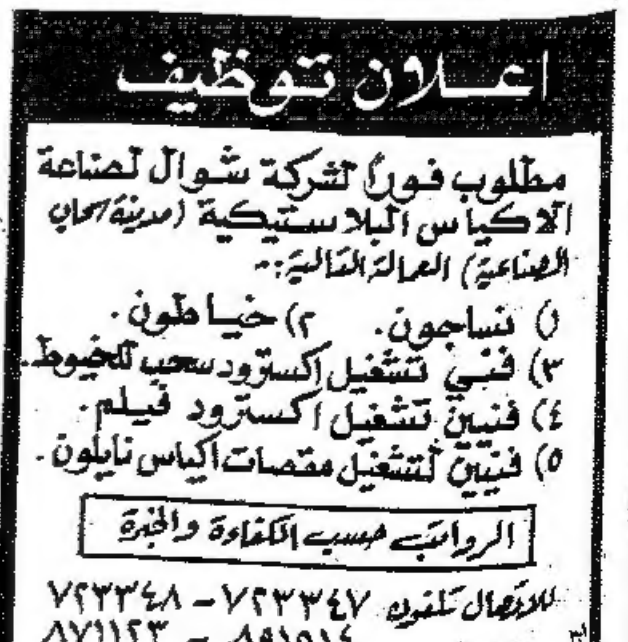 اعلان توظيف
مطلوب فوراً لشركة شوال لصناعة
الاكياس البلاستيكية (مدينة سحاب
الصناعية) العمالة التالية:-
١) نساجون. ٢) خياطون.
٣) فني تشغيل اكسترود سحب للخيوط.
٤) فنيين تشغيل اكسترود فيلم.
٥) فنيين لتشغيل مقصات اكياس نايلون.
الرواتب حسب الكفاءة والخبرة
للاتصال تلفون ٧٢٣٣٤٧ - ٧٢٣٣٤٨